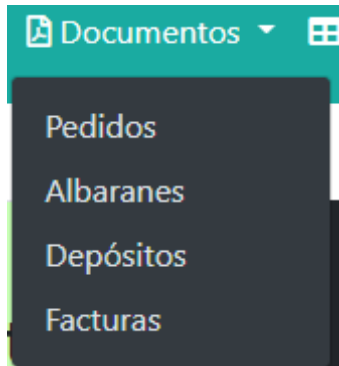 Documentos
Pedidos
Albaranes
Depósitos
Facturas